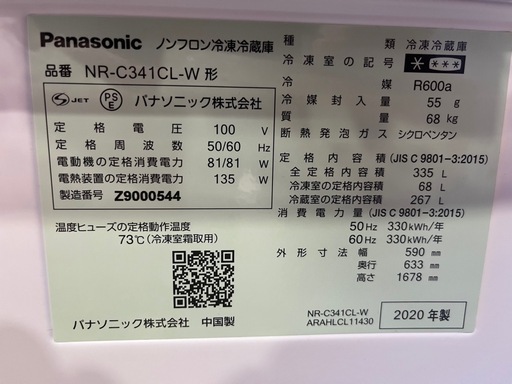 Panasonic ノンフロン冷凍冷蔵庫
品番 NR-C341CL-W 形
S JET PSE パナソニック株式会社
定格電圧 100 V
定格周波数 50/60 Hz
電動機の定格消費電力 81/81 W
電熱装置の定格消費電力 135 W
製造番号 Z9000544
温度ヒューズの定格動作温度
73℃(冷凍室霜取用)
パナソニック株式会社 中国製
種類 冷凍冷蔵庫
冷凍室の記号 * ***
冷媒 R600a
冷媒封入量 55 g
質量 68 kg
断熱発泡ガス シクロペンタン
定格内容積 (JIS C 9801-3:2015)
全定格内容積 335 L
冷凍室の定格内容積 68 L
冷蔵室の定格内容積 267 L
消費電力量 (JIS C 9801-3:2015)
50Hz 330kWh/年
60Hz 330kWh/年
外形寸法 幅 590 mm
奥行 633 mm
高さ 1678 mm
NR-C341CL-W
ARAHLCL11430
2020年製